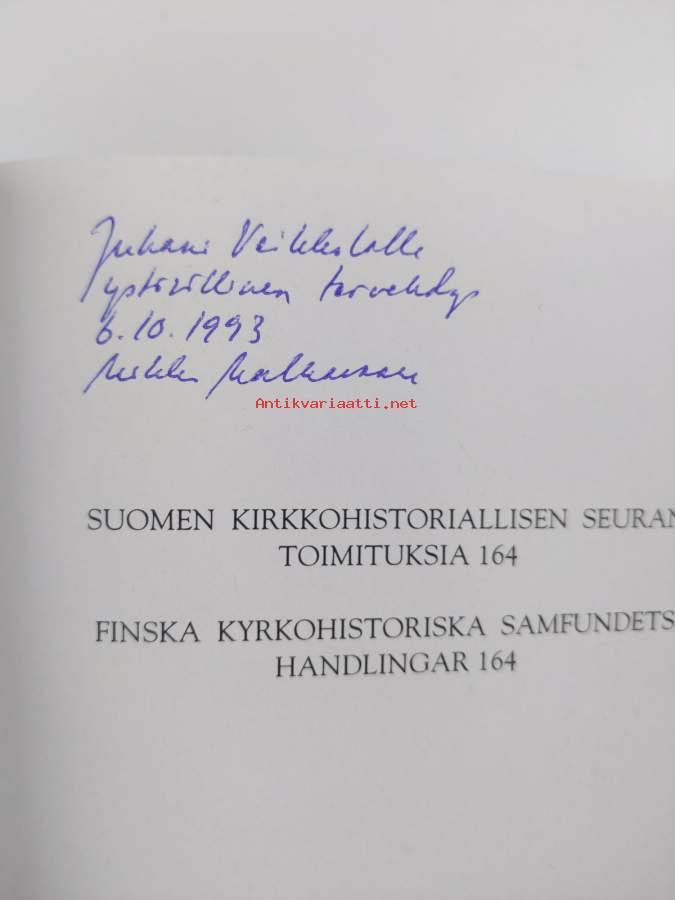 Juhani Veikkolalle
ystävällinen tervehdys
6.10.1993
Mikko
Antikvariaatti.net
SUOMEN KIRKKOHISTORIALLISEN SEURAN
TOIMITUKSIA 164
FINSKA KYRKOHISTORISKA SAMFUNDETS
HANDLINGAR 164